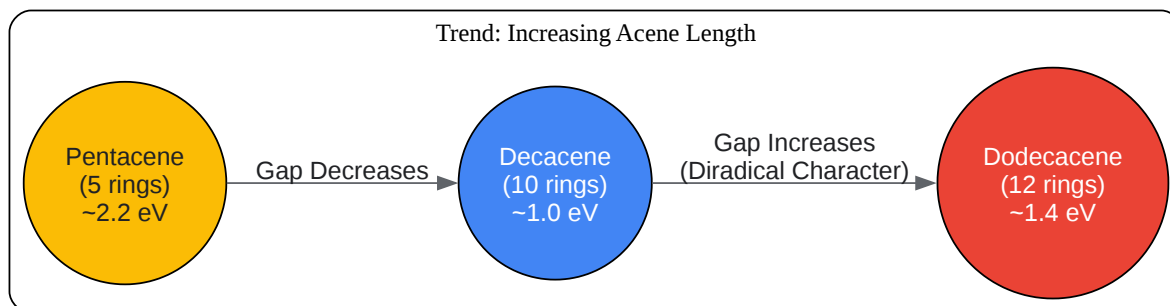 Trend: Increasing Acene Length
Pentacene
(5 rings)
~2.2 eV
Gap Decreases
Decacene
(10 rings)
~1.0 eV
Gap Increases
(Diradical Character)
Dodecacene
(12 rings)
~1.4 eV